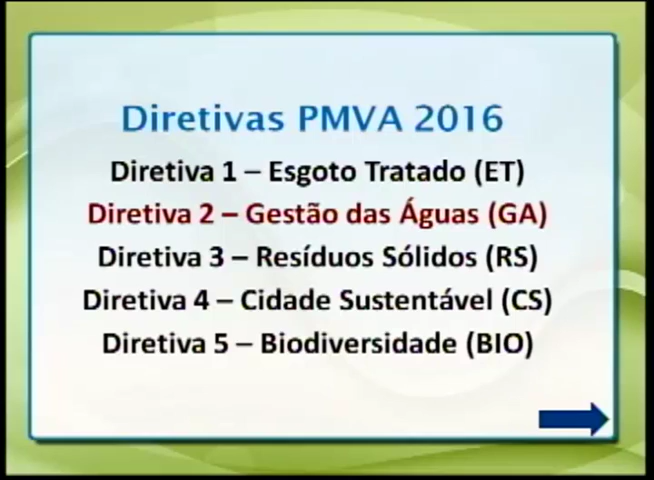 Diretivas PMVA 2016
Diretiva 1 – Esgoto Tratado (ET)
Diretiva 2 – Gestão das Águas (GA)
Diretiva 3 – Resíduos Sólidos (RS)
Diretiva 4 – Cidade Sustentável (CS)
Diretiva 5 – Biodiversidade (BIO)